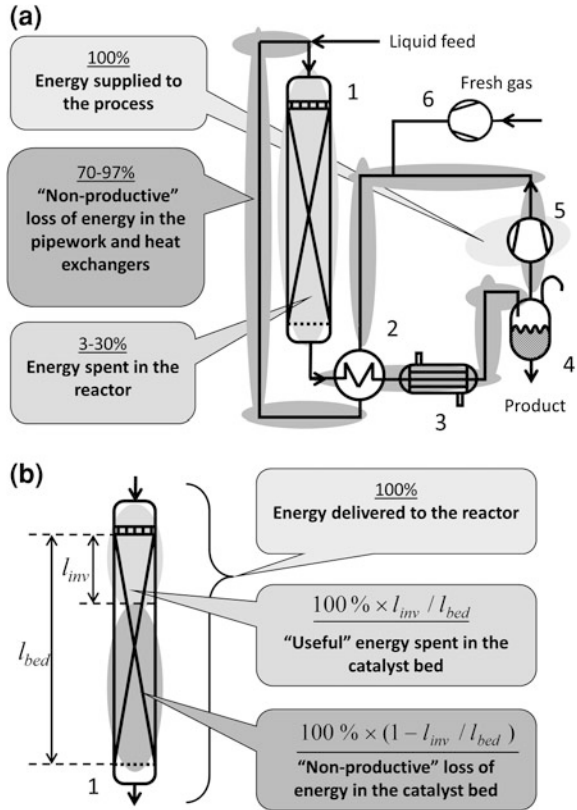 (a)
100%
Energy supplied to
the process
70-97%
“Non-productive”
loss of energy in the
pipework and heat
exchangers
3-30%
Energy spent in the
reactor
Liquid feed
1
6
Fresh gas
5
2
3
4
Product
(b)
l_inv
l_bed
1
100%
Energy delivered to the reactor
100 % × l_inv / l_bed
“Useful” energy spent in the
catalyst bed
100 % × (1 – l_inv / l_bed )
“Non-productive” loss of
energy in the catalyst bed